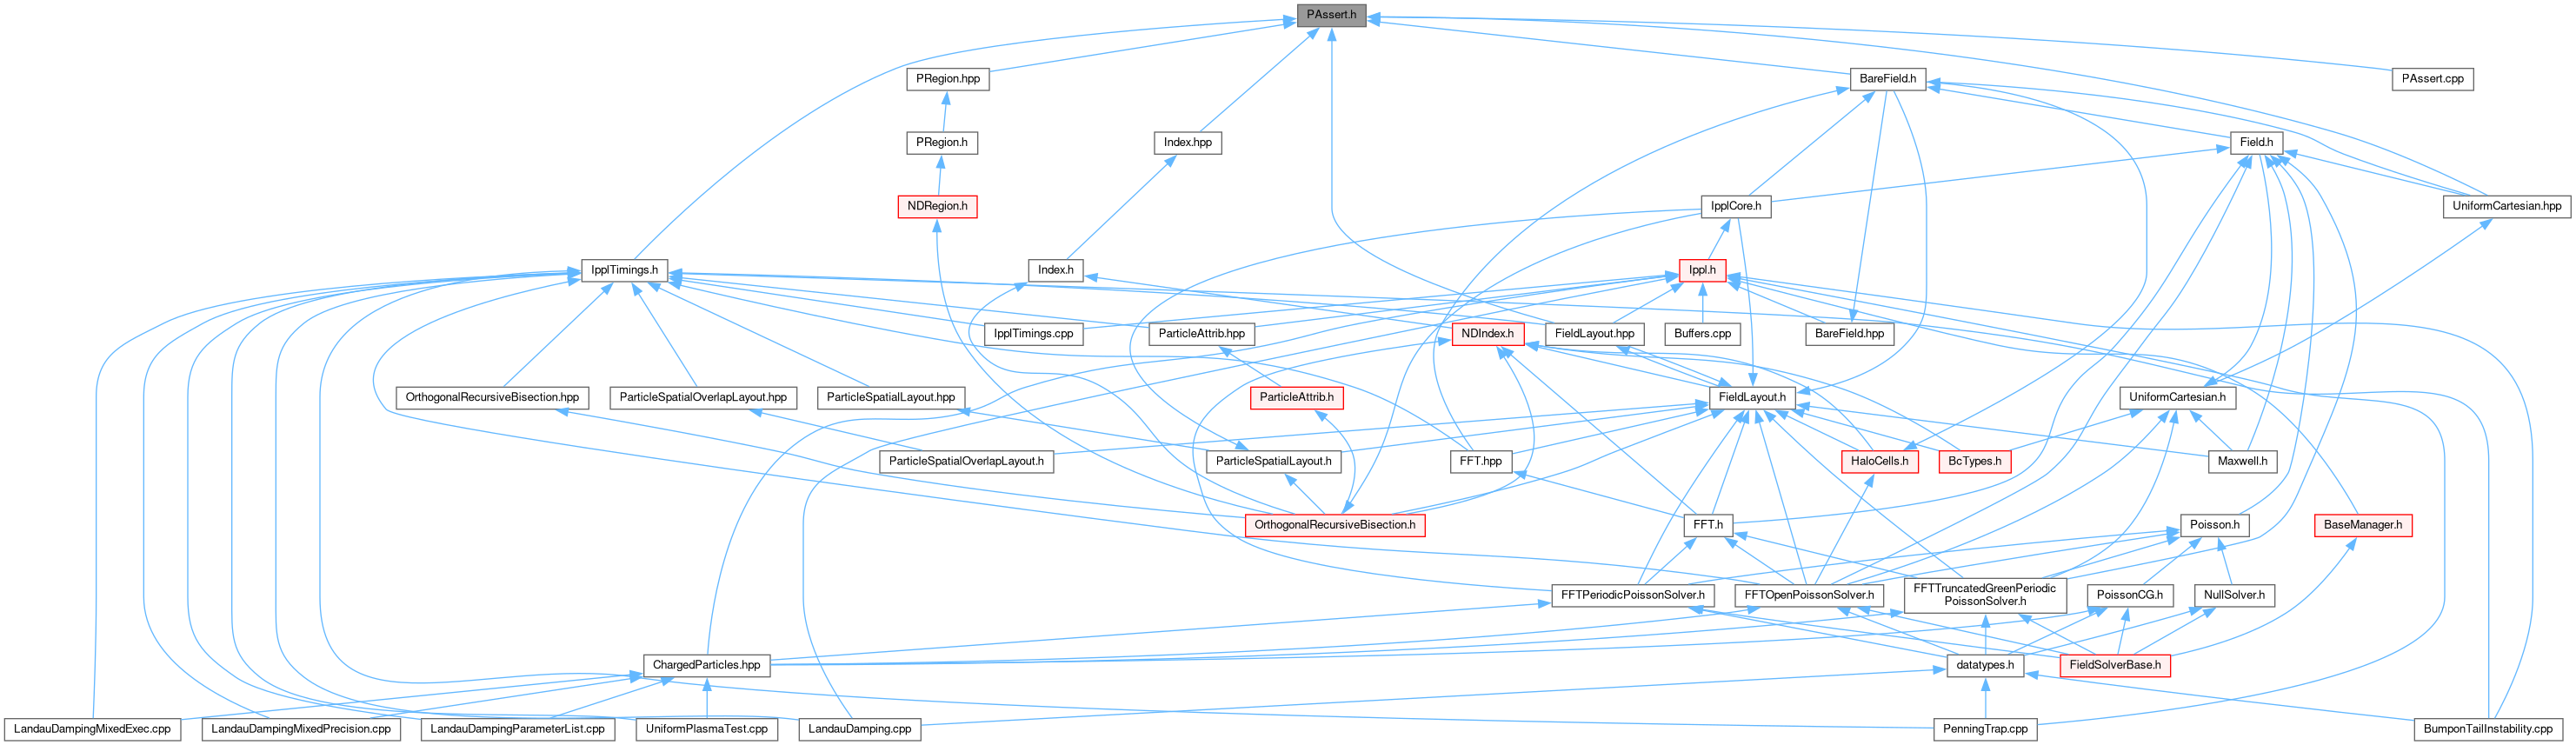 PAssert.h
PRegion.hpp
BareField.h
PAssert.cpp
PRegion.h
Index.hpp
Field.h
NDRegion.h
IpplCore.h
UniformCartesian.hpp
IpplTimings.h
Index.h
Ippl.h
IpplTimings.cpp
ParticleAttrib.hpp
NDIndex.h
FieldLayout.hpp
Buffers.cpp
BareField.hpp
OrthogonalRecursiveBisection.hpp
ParticleSpatialOverlapLayout.hpp
ParticleSpatialLayout.hpp
ParticleAttrib.h
FieldLayout.h
UniformCartesian.h
ParticleSpatialOverlapLayout.h
ParticleSpatialLayout.h
FFT.hpp
HaloCells.h
BcTypes.h
Maxwell.h
OrthogonalRecursiveBisection.h
FFT.h
Poisson.h
BaseManager.h
FFTPeriodicPoissonSolver.h
FFTOpenPoissonSolver.h
FFTTruncatedGreenPeriodic
PoissonSolver.h
PoissonCG.h
NullSolver.h
ChargedParticles.hpp
datatypes.h
FieldSolverBase.h
LandauDampingMixedExec.cpp
LandauDampingMixedPrecision.cpp
LandauDampingParameterList.cpp
UniformPlasmaTest.cpp
LandauDamping.cpp
PenningTrap.cpp
BumponTailInstability.cpp